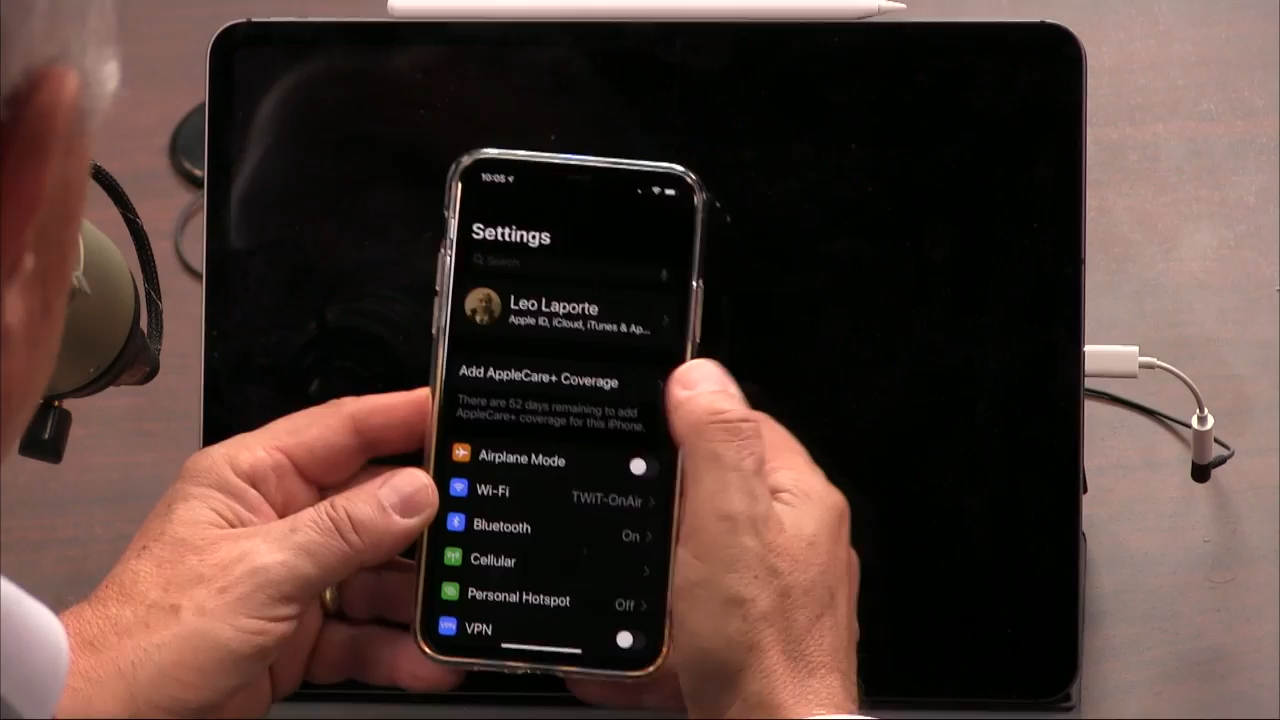 10:05
Settings
Search
Leo Laporte
Apple ID, iCloud, iTunes & Ap...
Add AppleCare+ Coverage
There are 52 days remaining to add
AppleCare+ coverage for this iPhone.
Airplane Mode
Wi-Fi TWiT-OnAir
Bluetooth On
Cellular
Personal Hotspot Off
VPN VPN